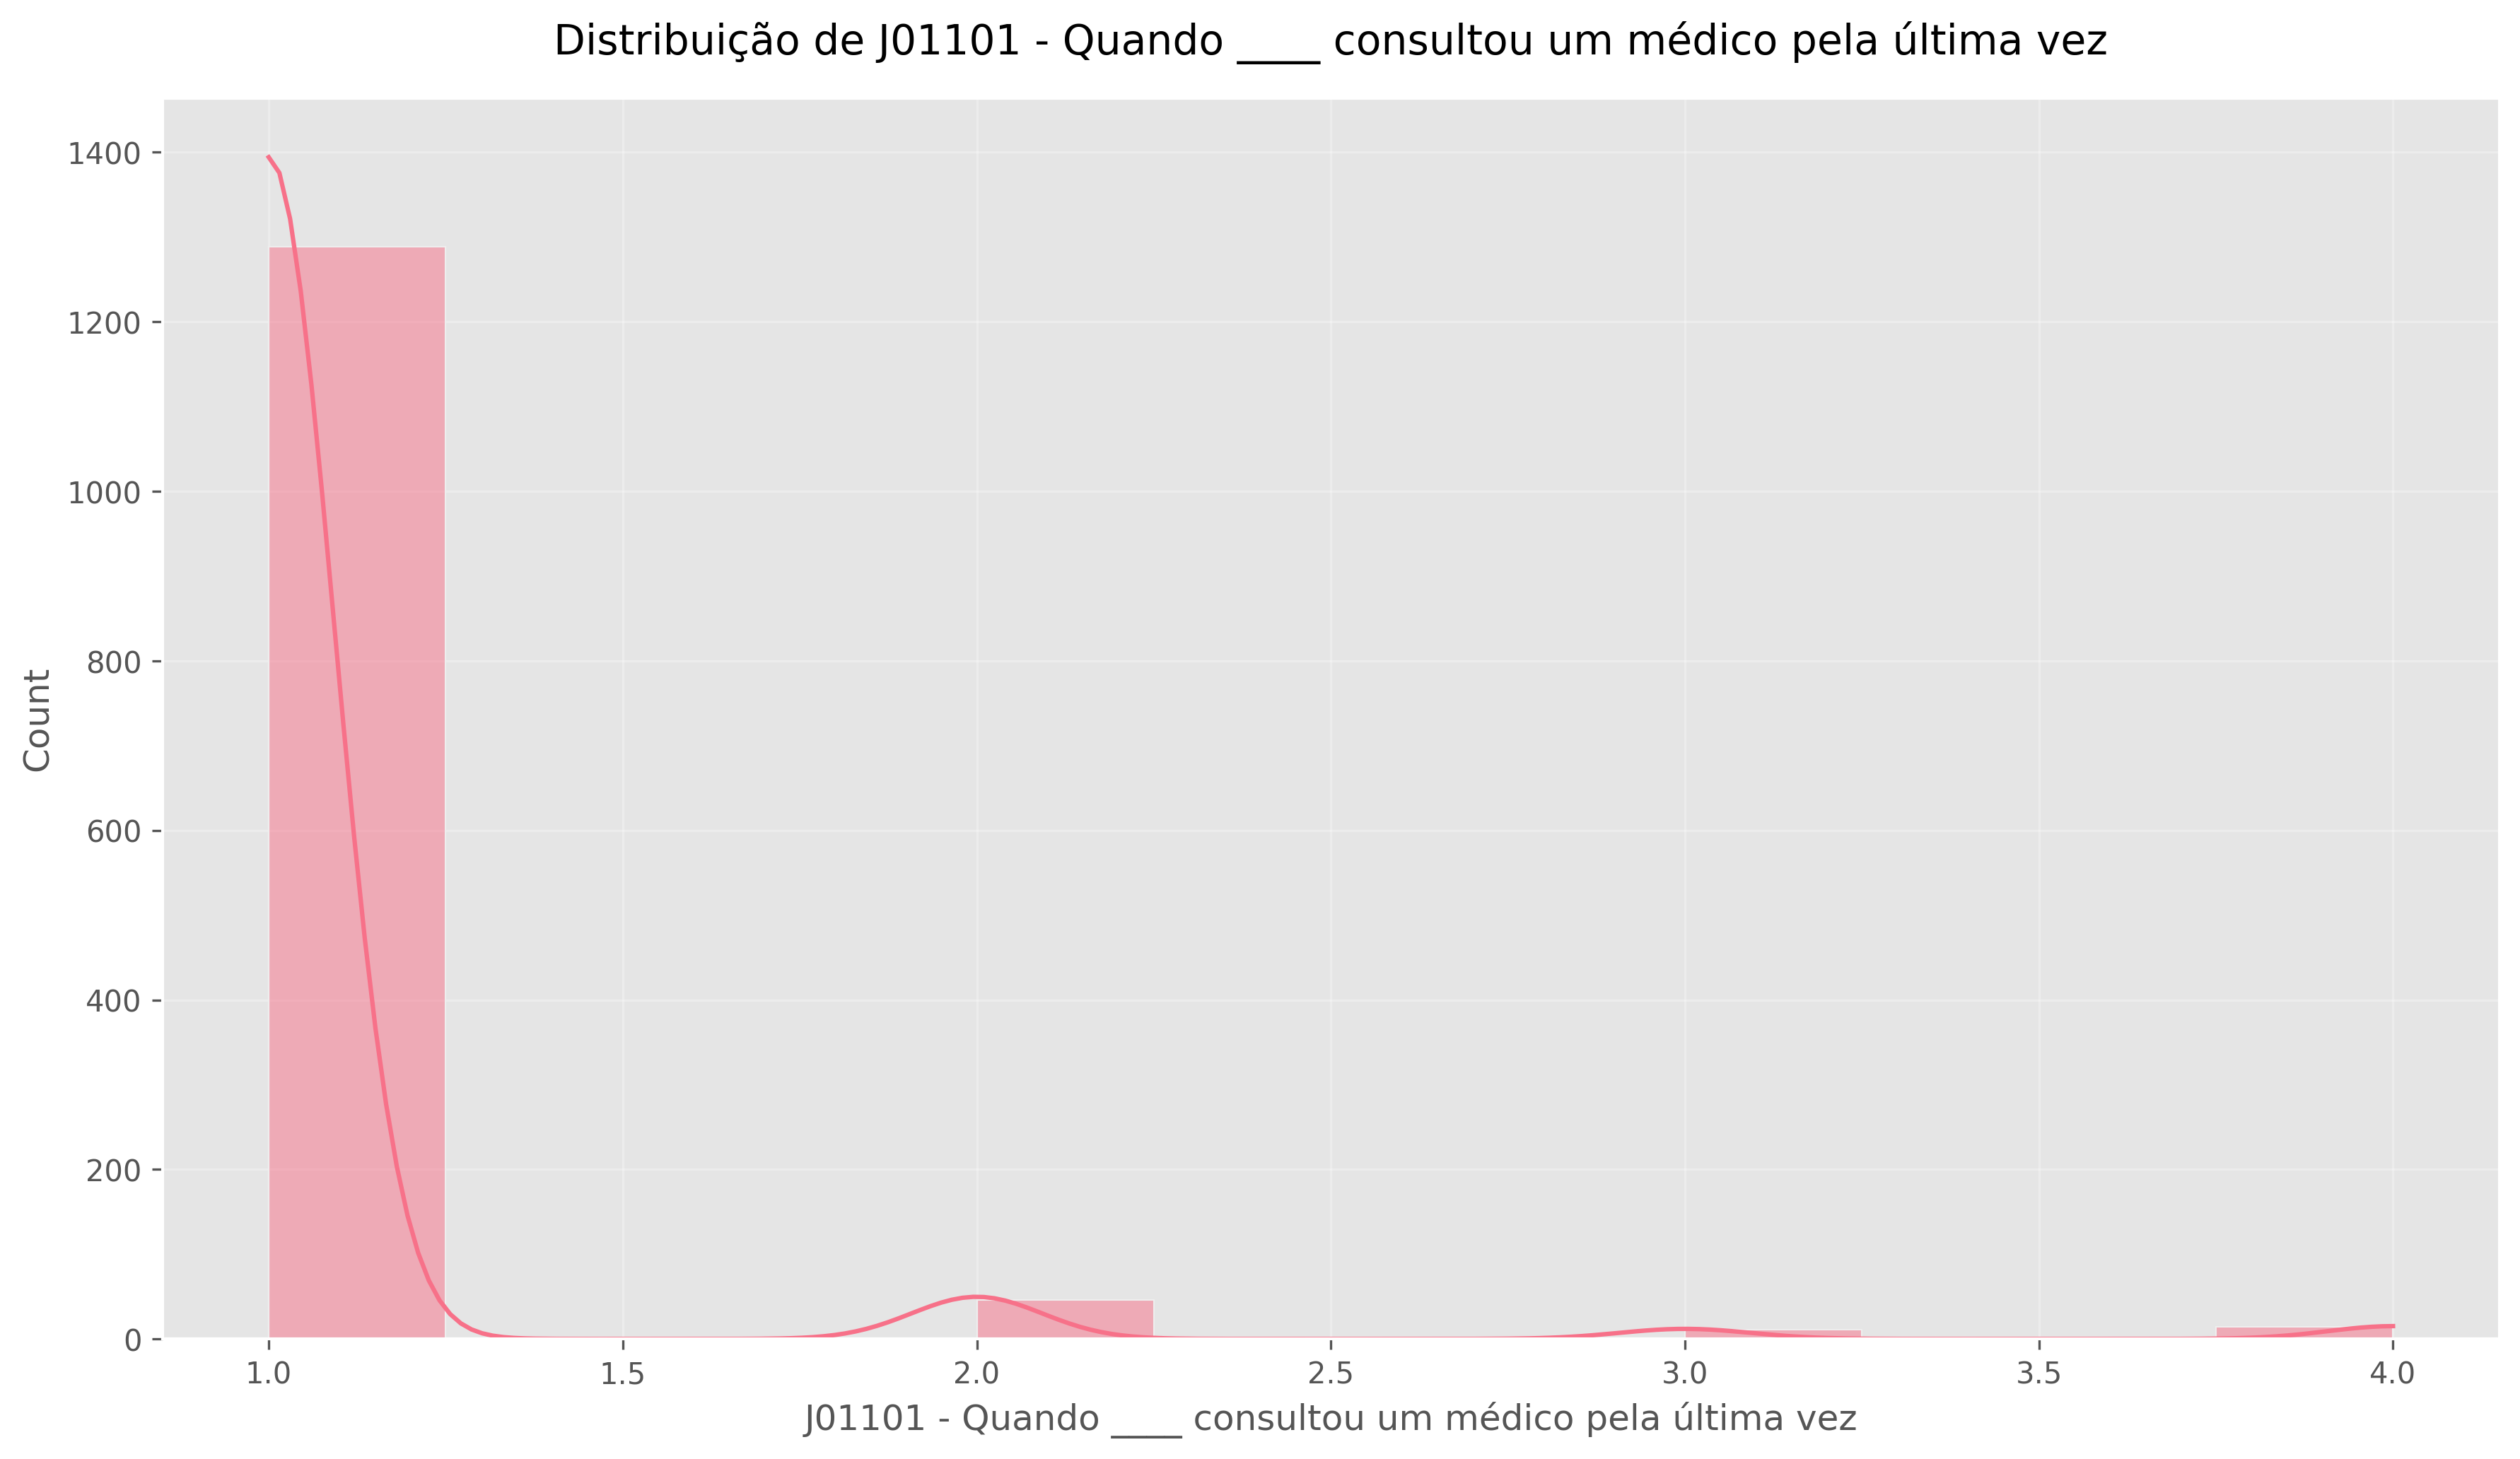 Distribuição de J01101 - Quando ____ consultou um médico pela última vez
1400
1200
1000
800
600
400
200
0
Count
1.0 1.5 2.0 2.5 3.0 3.5 4.0
J01101 - Quando ____ consultou um médico pela última vez